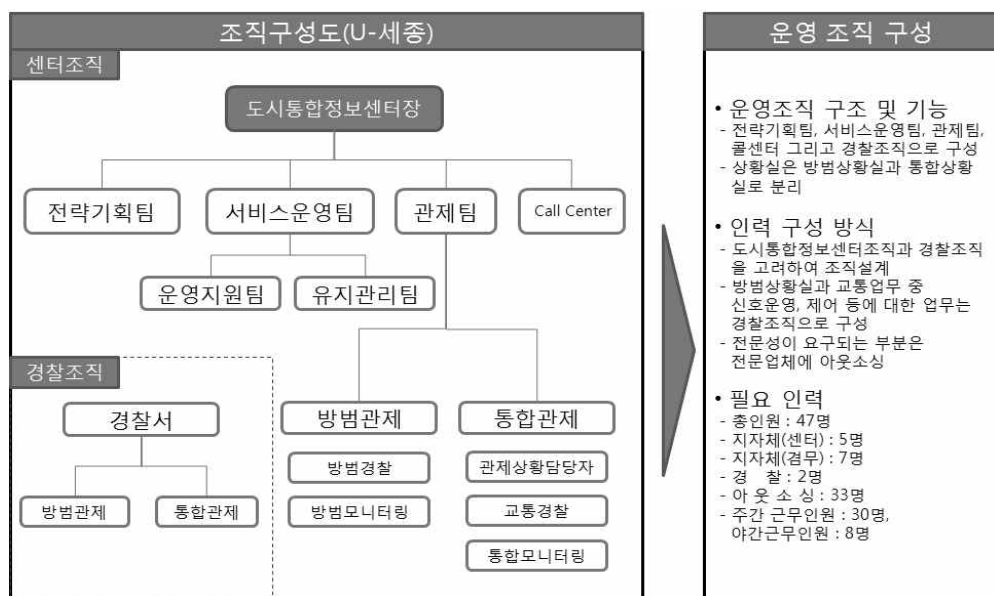 조직구성도(U-세종)
센터조직
도시통합정보센터장
전략기획팀
서비스운영팀
관제팀
Call Center
운영지원팀
유지관리팀
경찰조직
경찰서
방범관제
통합관제
방범관제
방범경찰
방범모니터링
통합관제
관제상황담당자
교통경찰
통합모니터링
운영 조직 구성
• 운영조직 구조 및 기능
- 전략기획팀, 서비스운영팀, 관제팀,
콜센터 그리고 경찰조직으로 구성
- 상황실은 방범상황실과 통합상황
실로 분리
• 인력 구성 방식
- 도시통합정보센터조직과 경찰조직
을 고려하여 조직설계
- 방범상황실과 교통업무 중
신호운영, 제어 등에 대한 업무는
경찰조직으로 구성
- 전문성이 요구되는 부분은
전문업체에 아웃소싱
• 필요 인력
- 총인원 : 47명
- 지자체(센터) : 5명
- 지자체(겸무) : 7명
- 경 찰 : 2명
- 아 웃 소 싱 : 33명
- 주간 근무인원 : 30명,
야간근무인원 : 8명